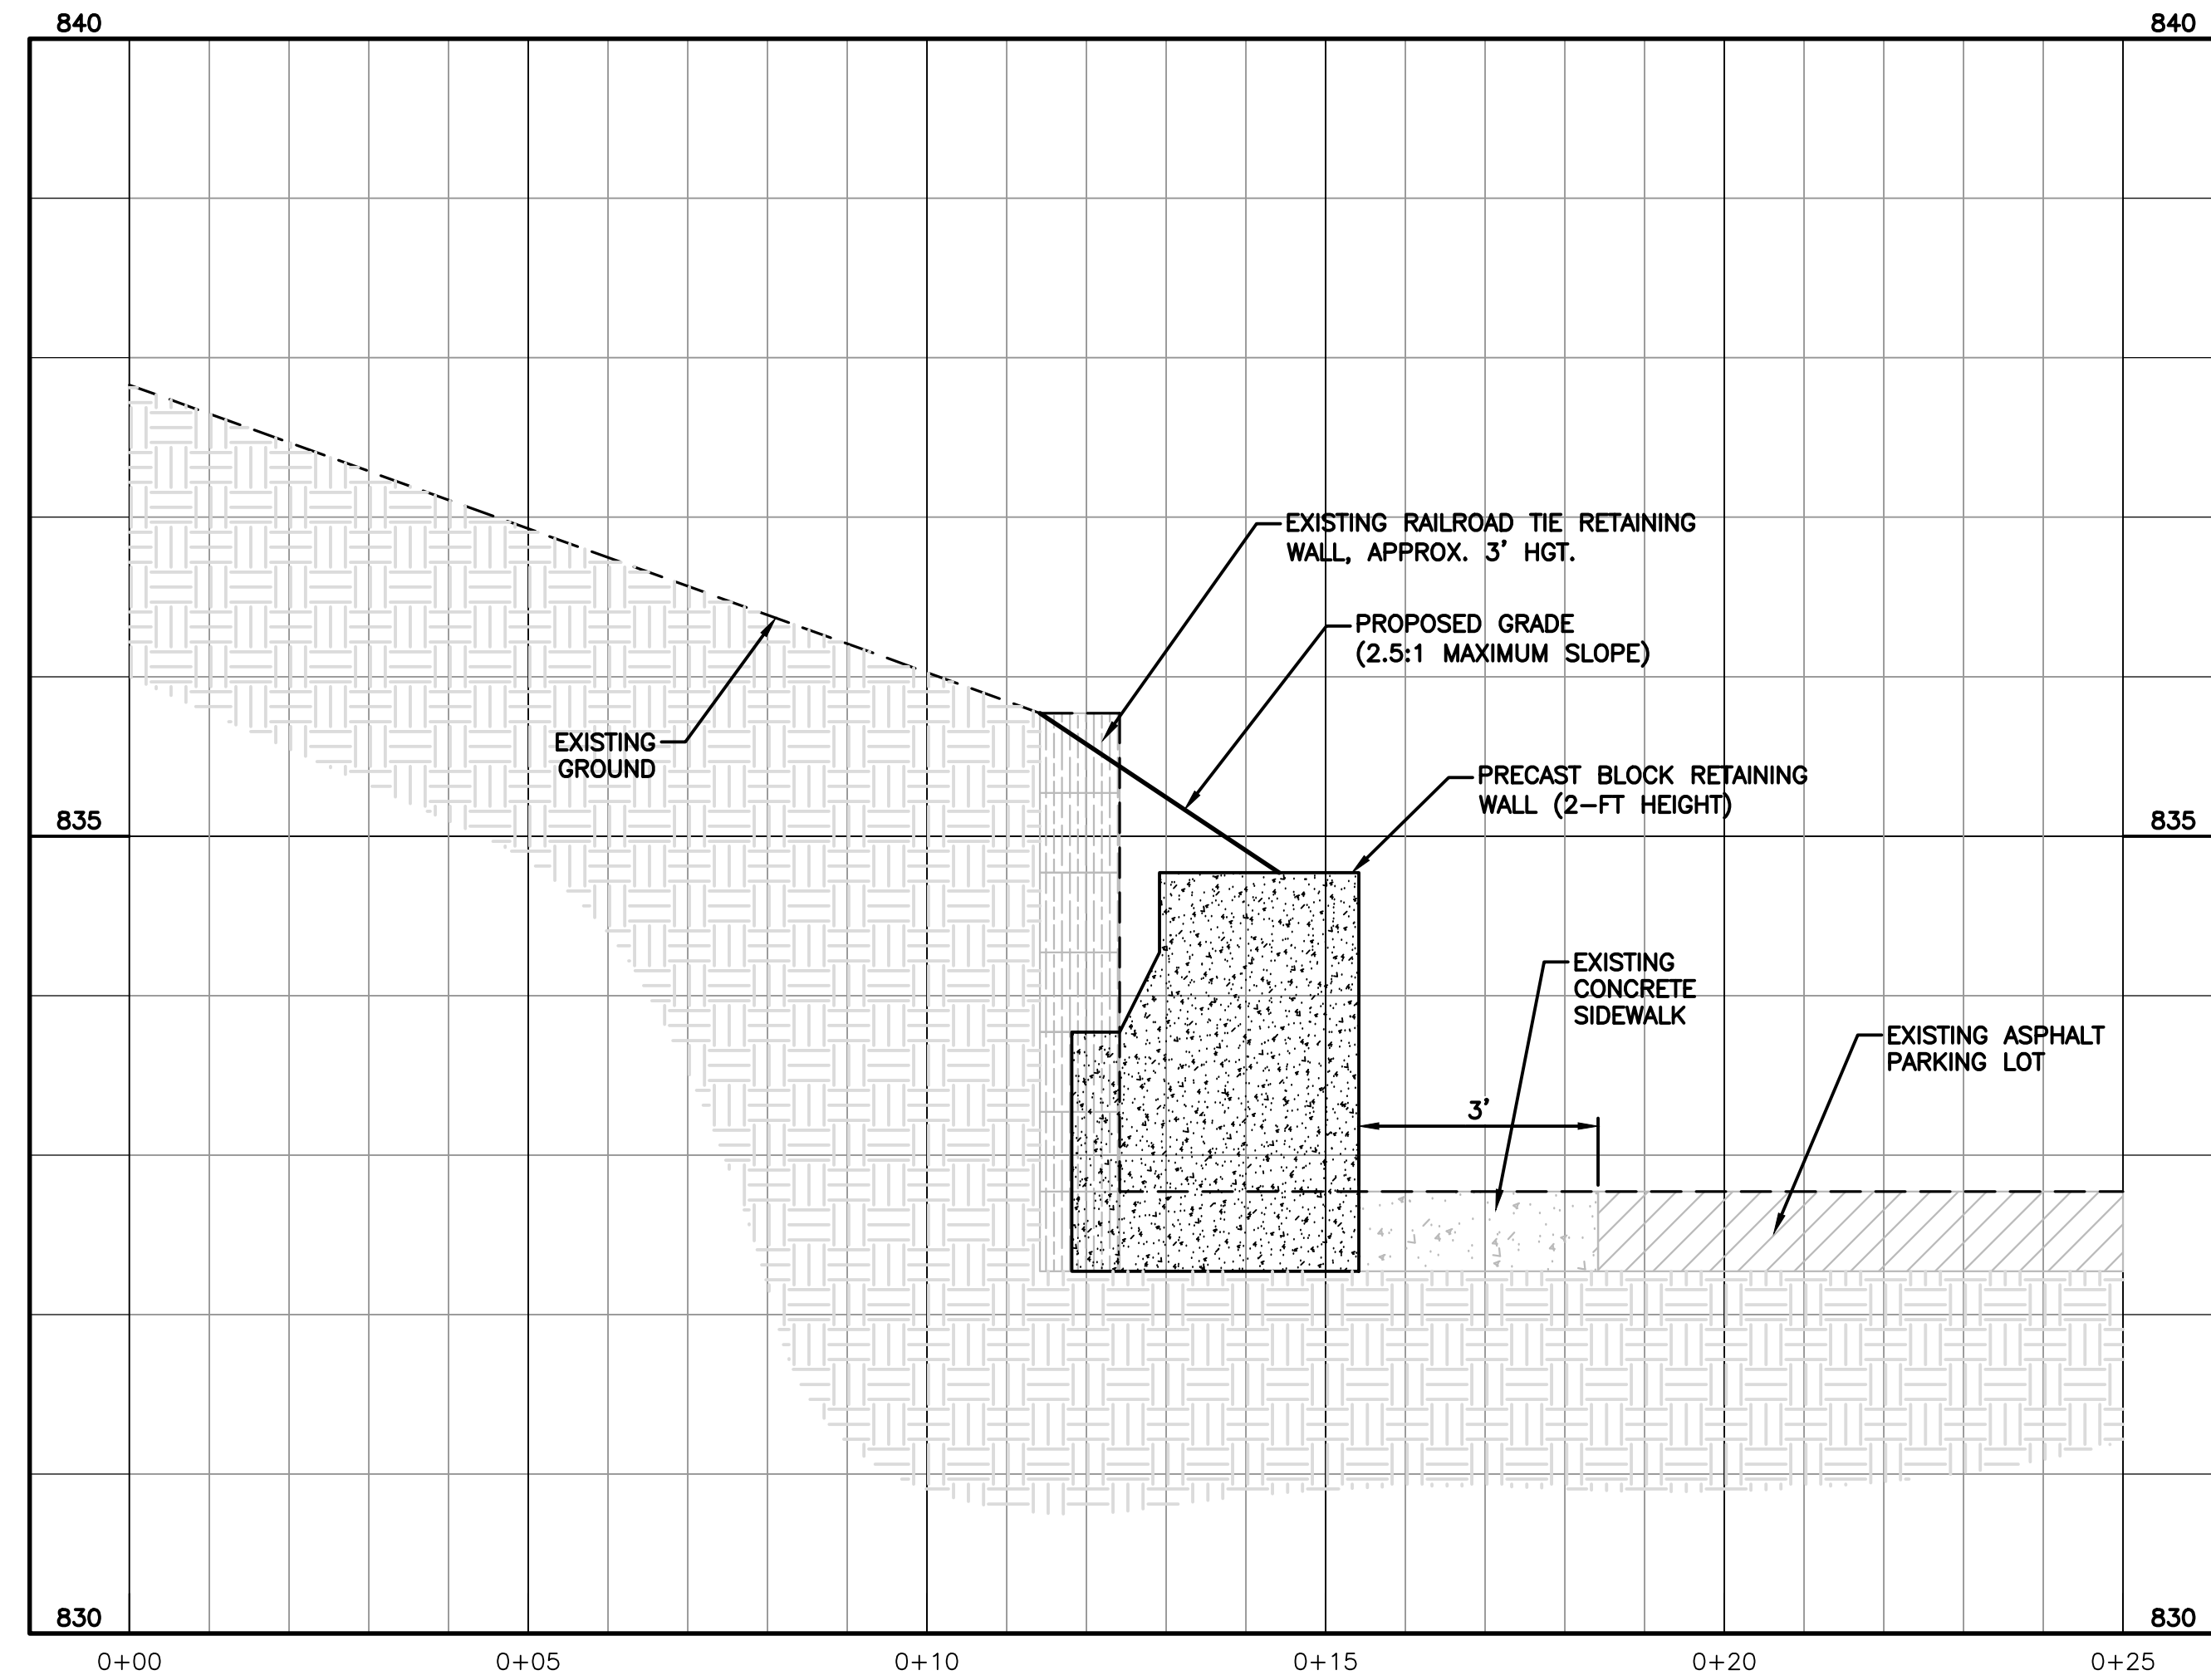 840
840
EXISTING RAILROAD TIE RETAINING
WALL, APPROX. 3' HGT.
PROPOSED GRADE
(2.5:1 MAXIMUM SLOPE)
EXISTING
GROUND
PRECAST BLOCK RETAINING
WALL (2-FT HEIGHT)
835
835
EXISTING
CONCRETE
SIDEWALK
EXISTING ASPHALT
PARKING LOT
3'
830
830
0+00
0+05
0+10
0+15
0+20
0+25